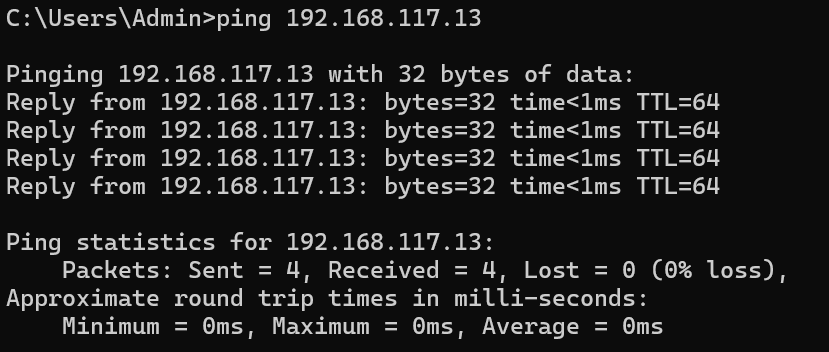 C:\Users\Admin>ping 192.168.117.13

Pinging 192.168.117.13 with 32 bytes of data:
Reply from 192.168.117.13: bytes=32 time<1ms TTL=64
Reply from 192.168.117.13: bytes=32 time<1ms TTL=64
Reply from 192.168.117.13: bytes=32 time<1ms TTL=64
Reply from 192.168.117.13: bytes=32 time<1ms TTL=64

Ping statistics for 192.168.117.13:
    Packets: Sent = 4, Received = 4, Lost = 0 (0% loss),
Approximate round trip times in milli-seconds:
    Minimum = 0ms, Maximum = 0ms, Average = 0ms